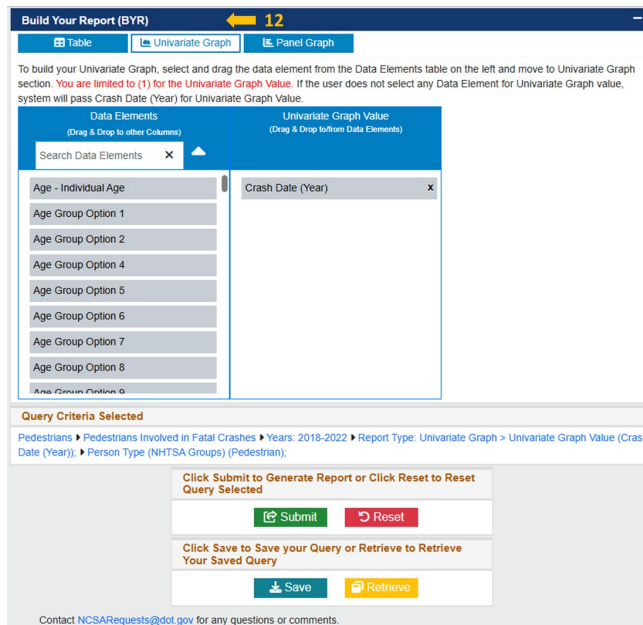 Build Your Report (BYR) 12
Table Univariate Graph Panel Graph
To build your Univariate Graph, select and drag the data element from the Data Elements table on the left and move to Univariate Graph
section. You are limited to (1) for the Univariate Graph Value. If the user does not select any Data Element for Univariate Graph value,
system will pass Crash Date (Year) for Univariate Graph Value.
Data Elements
(Drag & Drop to other Columns)
Search Data Elements X
Univariate Graph Value
(Drag & Drop to/from Data Elements)
Age - Individual Age
Age Group Option 1
Age Group Option 2
Age Group Option 4
Age Group Option 5
Age Group Option 6
Age Group Option 7
Age Group Option 8
Age Group Option 9
Crash Date (Year) x
Query Criteria Selected
Pedestrians Pedestrians Involved in Fatal Crashes Years: 2018-2022 Report Type: Univariate Graph > Univariate Graph Value (Cras
Date (Year)); Person Type (NHTSA Groups) (Pedestrian);
Click Submit to Generate Report or Click Reset to Reset
Query Selected
Submit Reset
Click Save to Save your Query or Retrieve to Retrieve
Your Saved Query
Save Retrieve
Contact NCSARequests@dot.gov for any questions or comments.